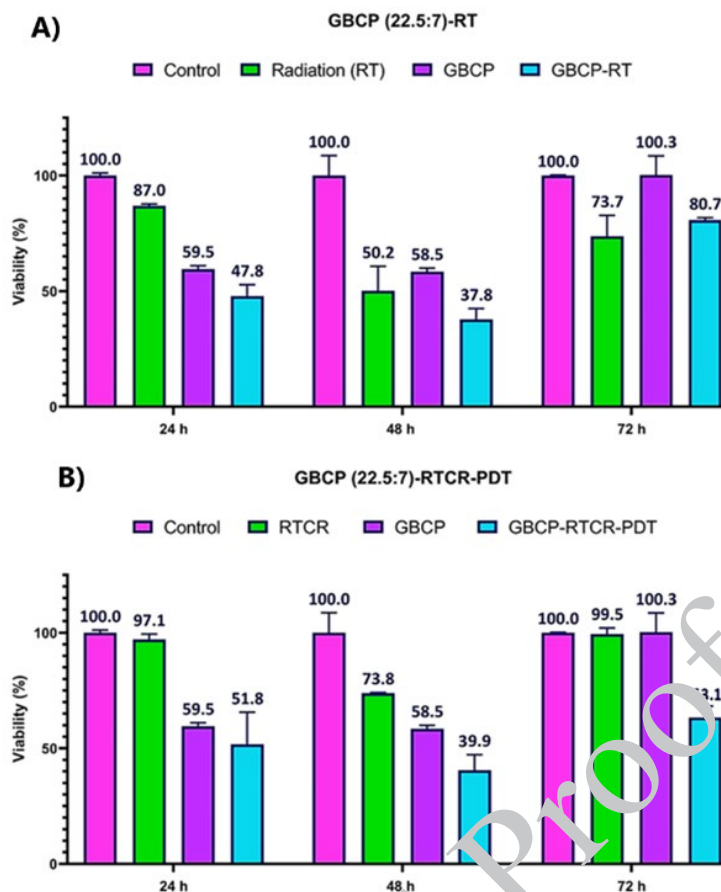 A)
GBCP (22.5:7)-RT
Control Radiation (RT) GBCP GBCP-RT
Viability (%)
100
50
0
100.0 87.0 59.5 47.8
100.0 50.2 58.5 37.8
100.0 73.7 100.3 80.7
24 h 48 h 72 h
B)
GBCP (22.5:7)-RTCR-PDT
Control RTCR GBCP GBCP-RTCR-PDT
Viability (%)
100
50
0
100.0 97.1 59.5 51.8
100.0 73.8 58.5 39.9
100.0 99.5 100.3
24 h 48 h 72 h
Proof